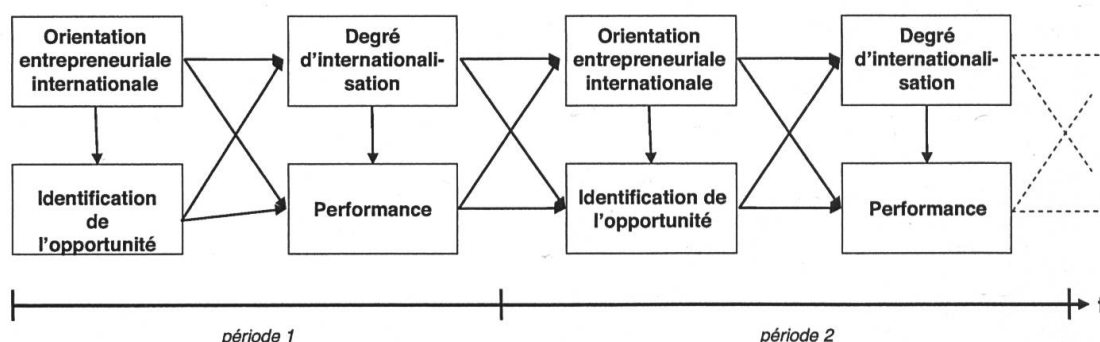 Orientation
entrepreneuriale
internationale
Degré
d'internationali-
sation
Orientation
entrepreneuriale
internationale
Degré
d'internationali-
sation
Identification
de
l'opportunité
Performance
Identification de
l'opportunité
Performance
t
période 1
période 2